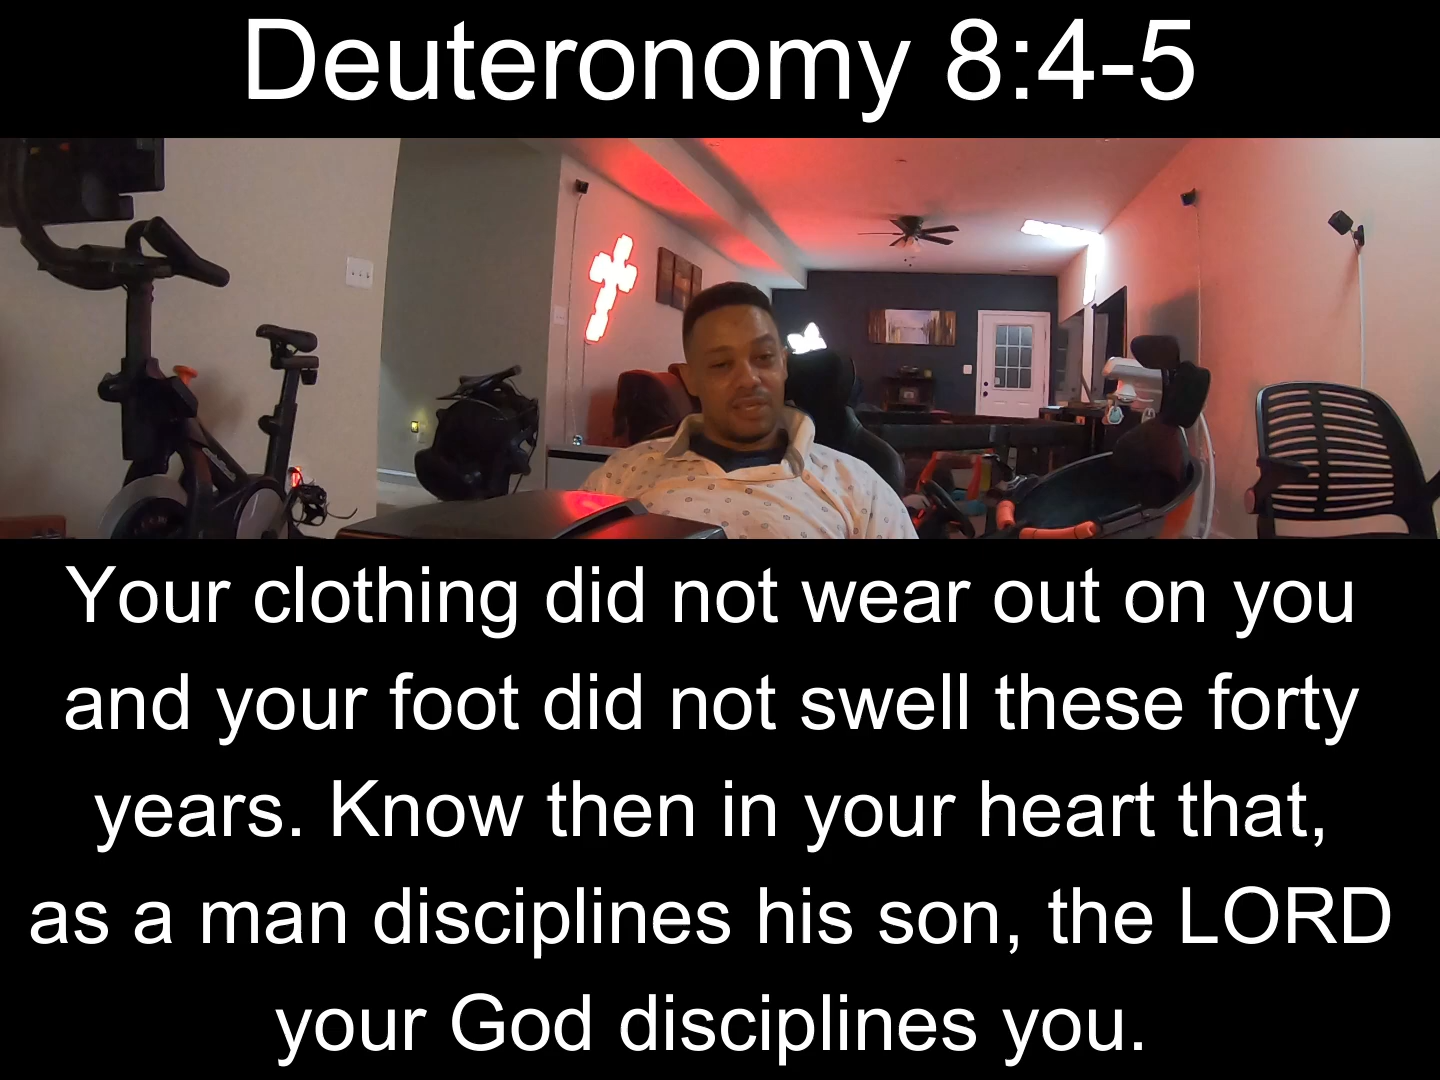 Deuteronomy 8:4-5
Your clothing did not wear out on you
and your foot did not swell these forty
years. Know then in your heart that,
as a man disciplines his son, the LORD
your God disciplines you.